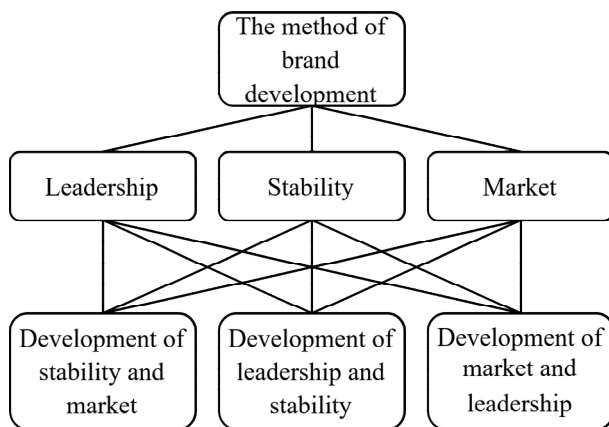 The method of
brand
development
Leadership
Stability
Market
Development of
stability and
market
Development of
leadership and
stability
Development of
market and
leadership